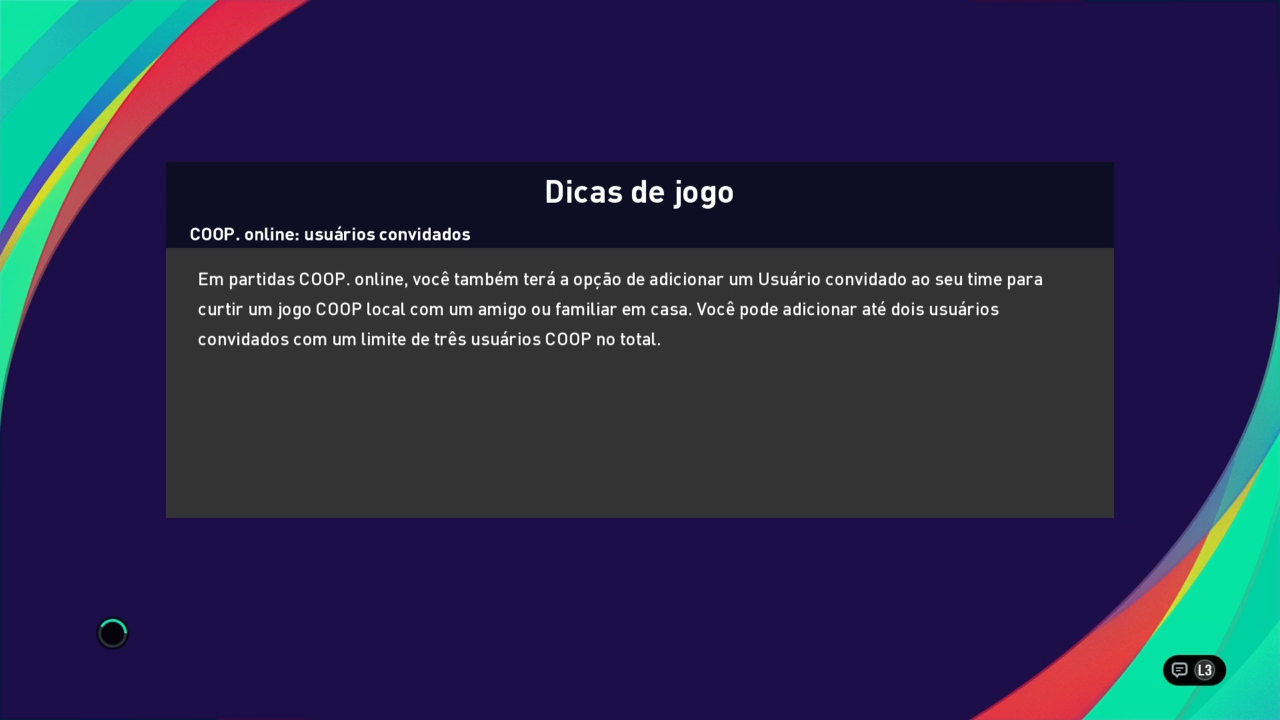 Dicas de jogo
COOP. online: usuários convidados
Em partidas COOP. online, você também terá a opção de adicionar um Usuário convidado ao seu time para
curtir um jogo COOP local com um amigo ou familiar em casa. Você pode adicionar até dois usuários
convidados com um limite de três usuários COOP no total.
L3